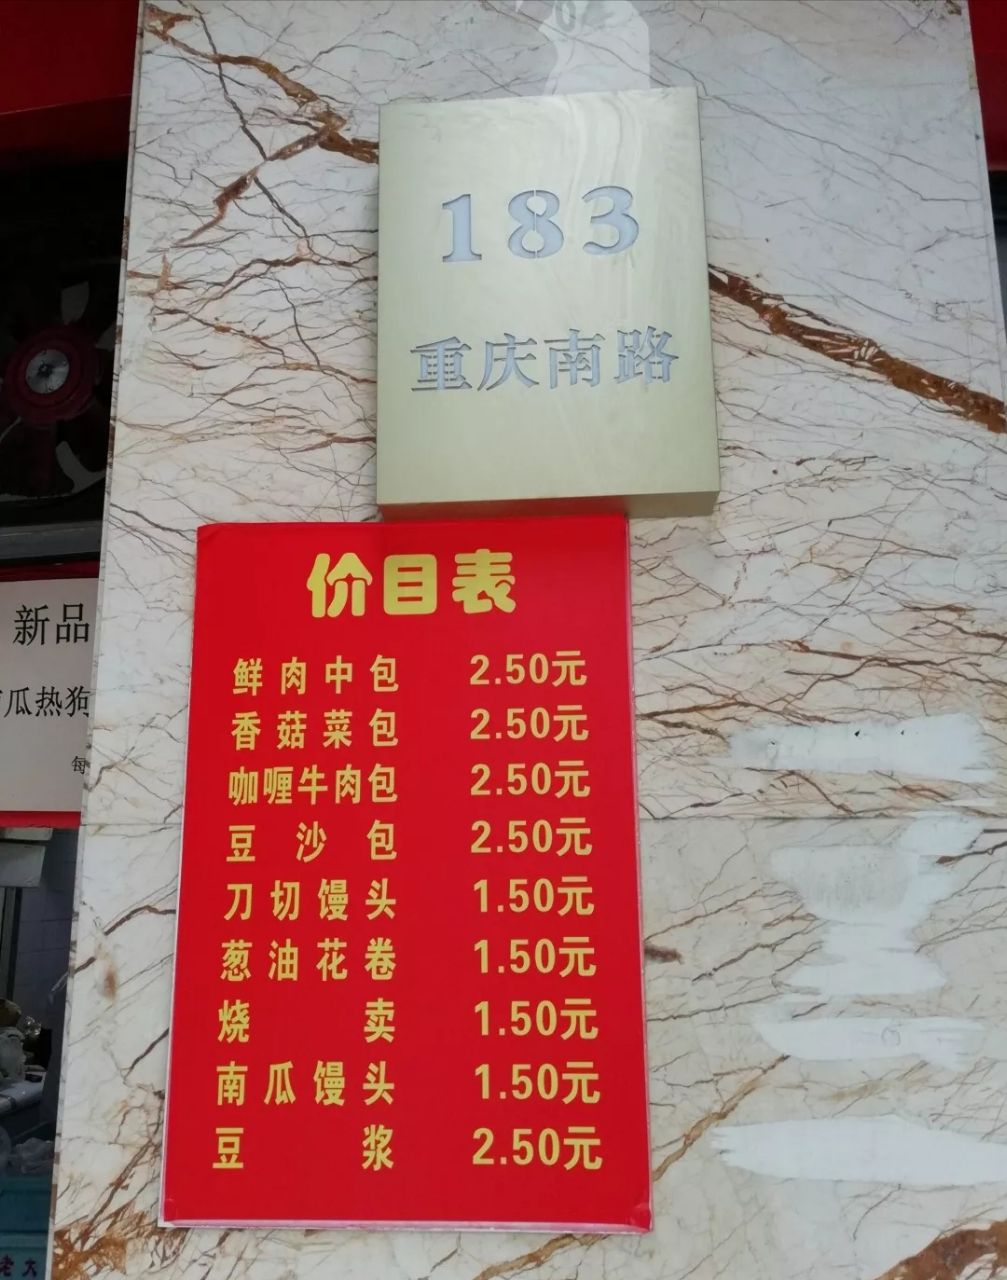 183
重庆南路
价目表
鲜肉中包 2.50元
香菇菜包 2.50元
咖喱牛肉包 2.50元
豆沙包 2.50元
刀切馒头 1.50元
葱油花卷 1.50元
烧卖 1.50元
南瓜馒头 1.50元
豆浆 2.50元
新品
瓜热狗
每
老大